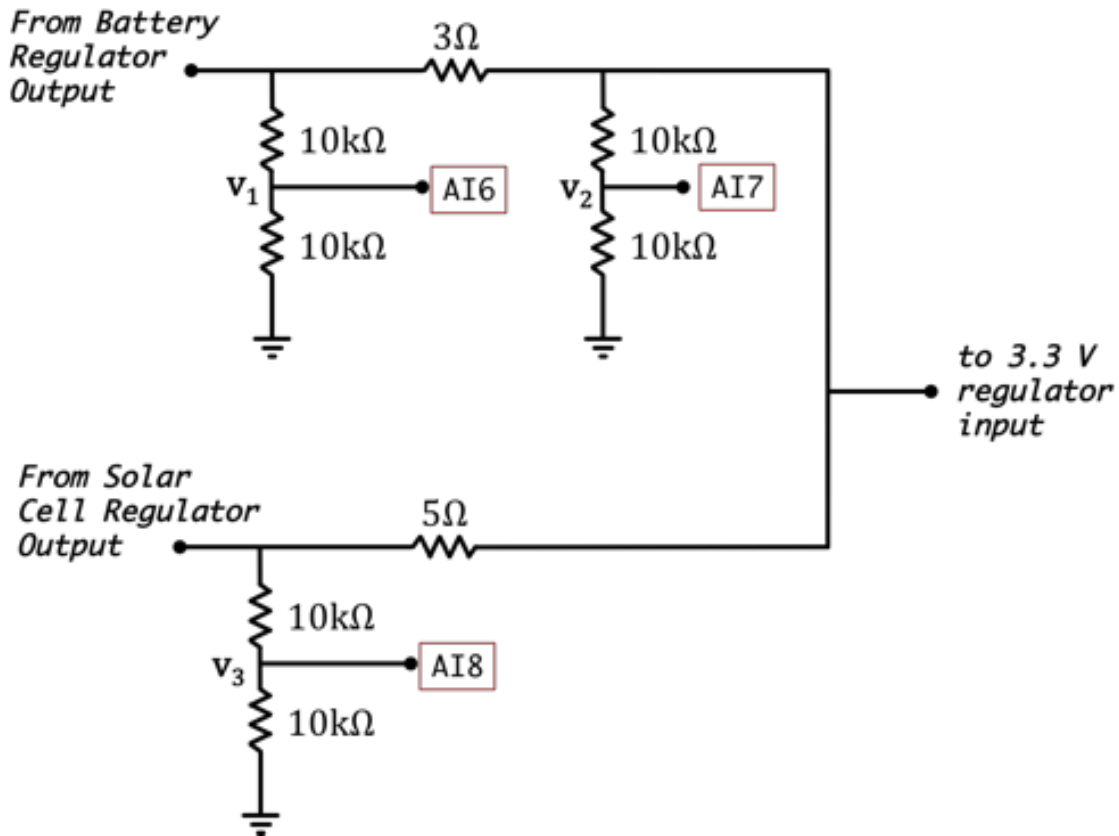 From Battery
Regulator
Output
3Ω
10kΩ
v₁
AI6
10kΩ
10kΩ
v₂
AI7
10kΩ
to 3.3 V
regulator
input
From Solar
Cell Regulator
Output
5Ω
10kΩ
v₃
AI8
10kΩ